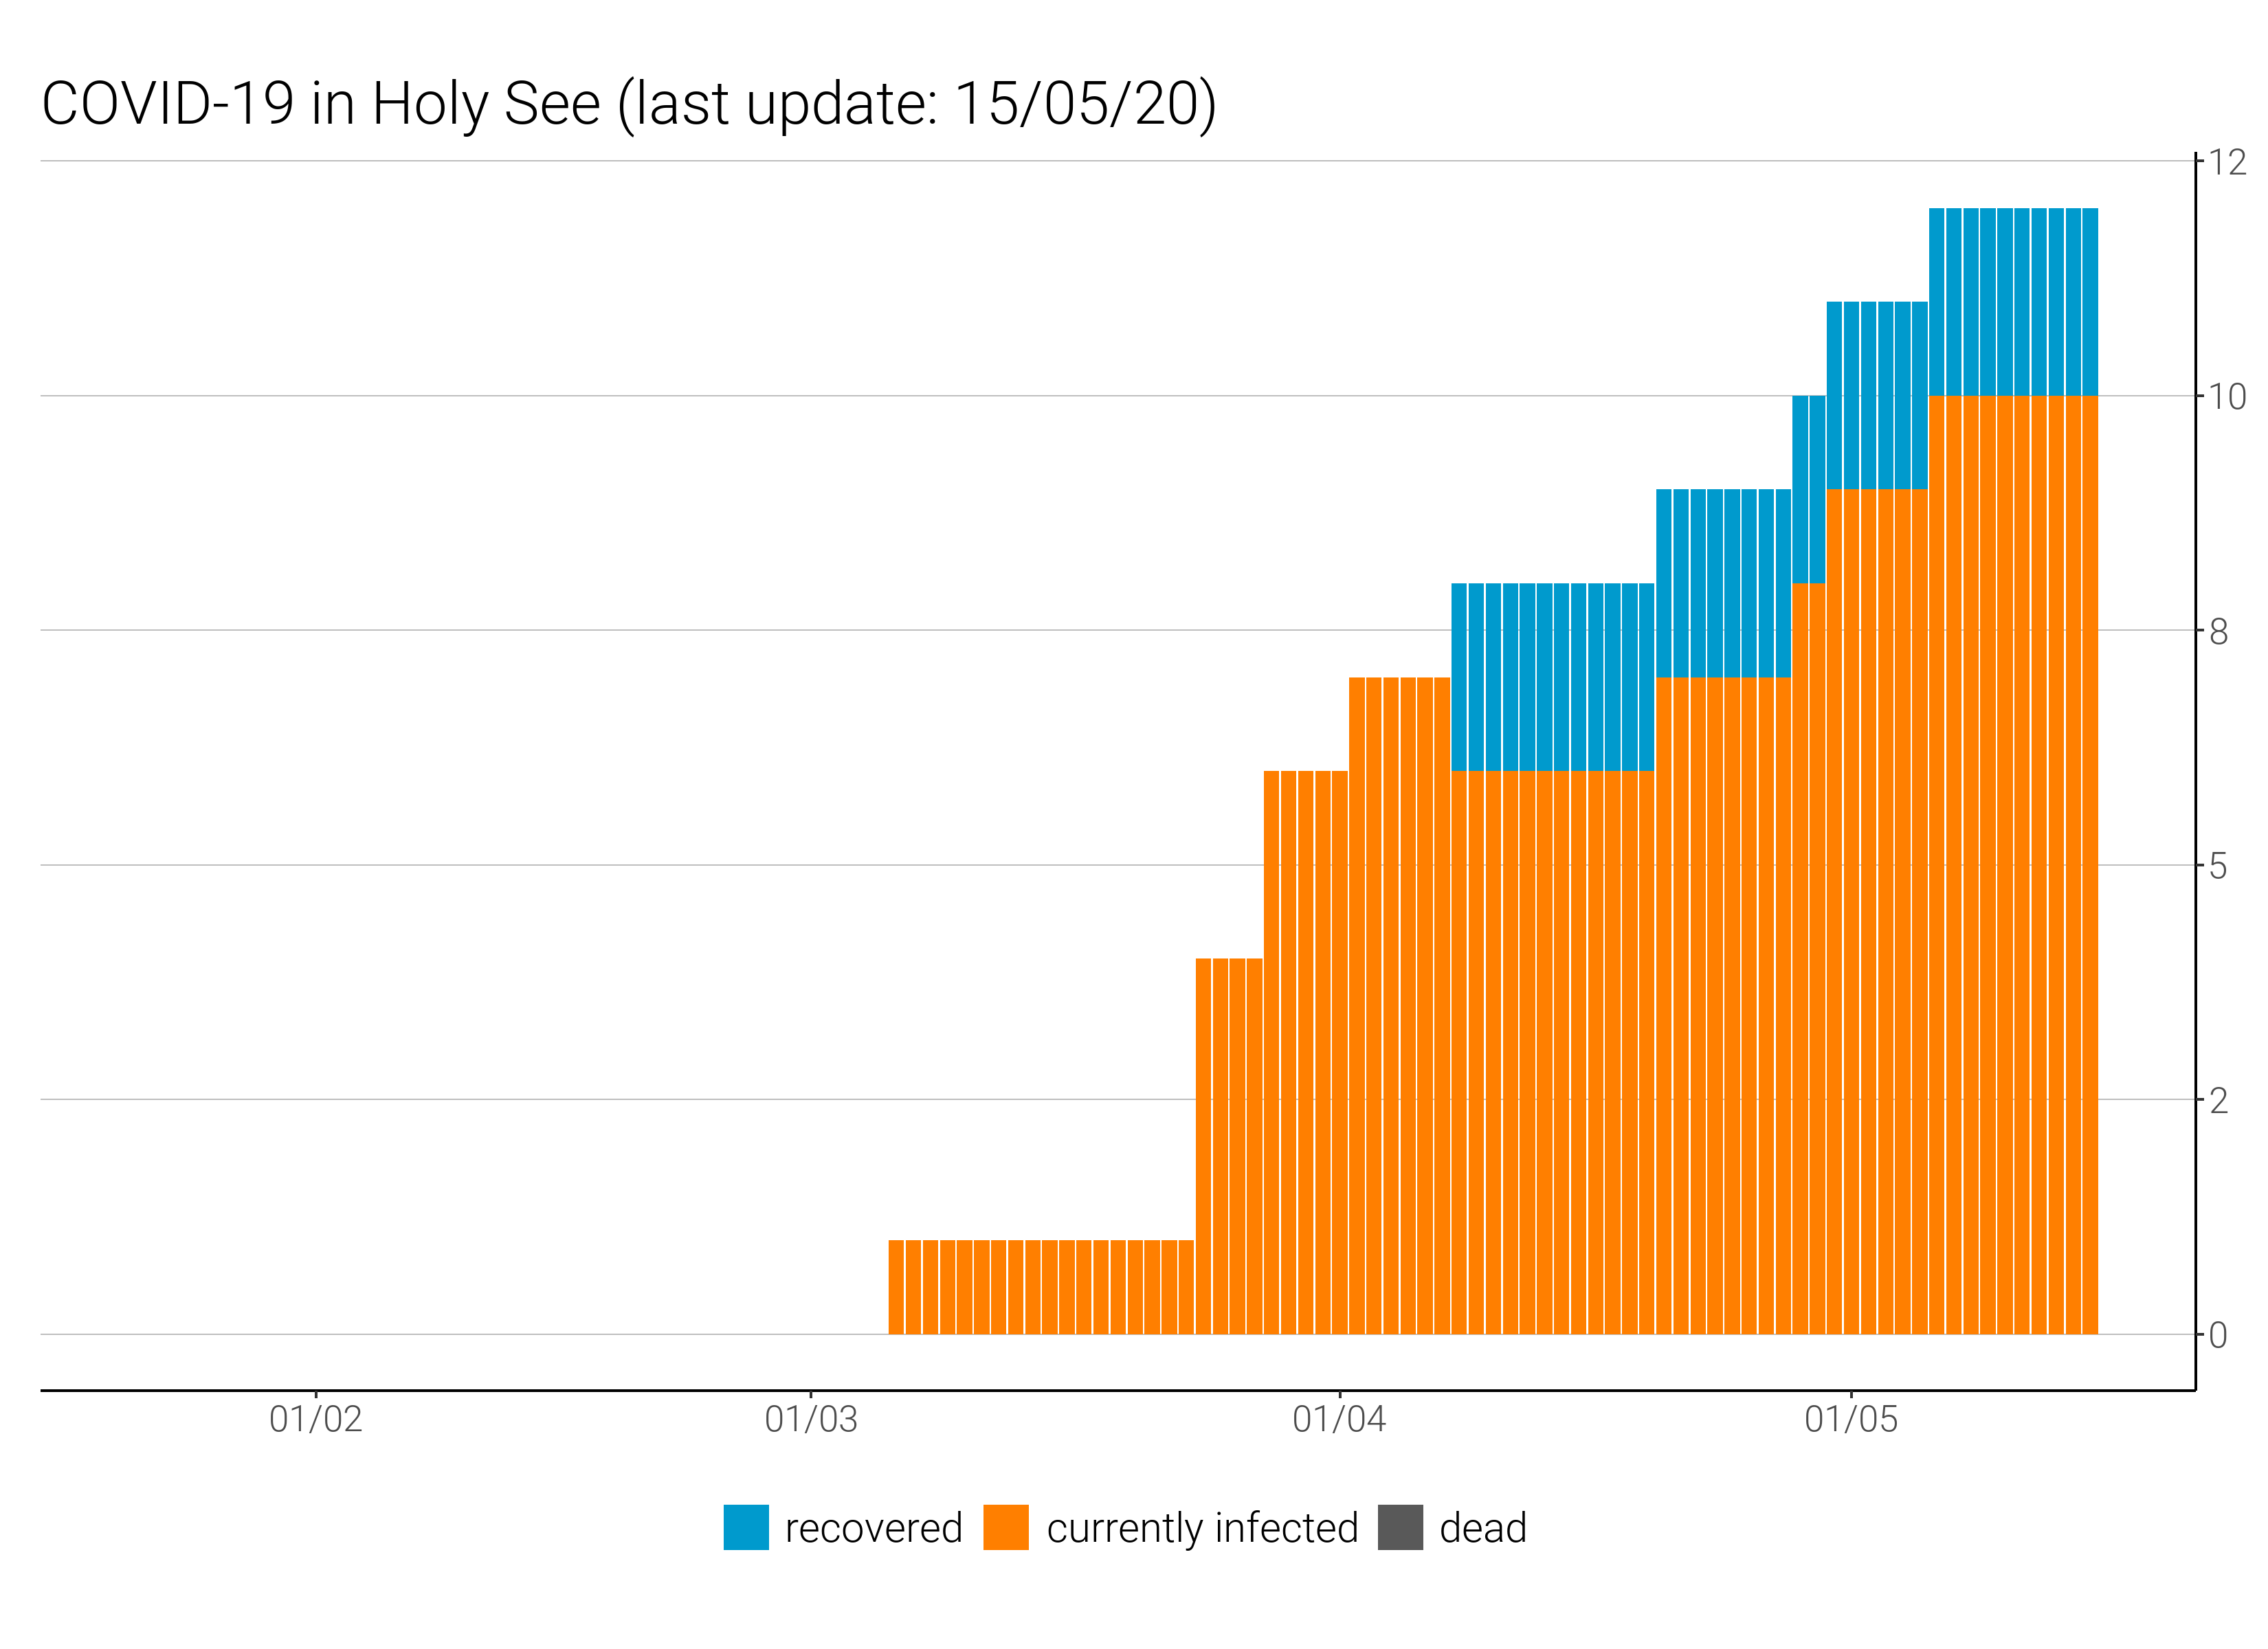 COVID-19 in Holy See (last update: 15/05/20)
12
10
8
5
2
0
01/02 01/03 01/04 01/05
recovered currently infected dead